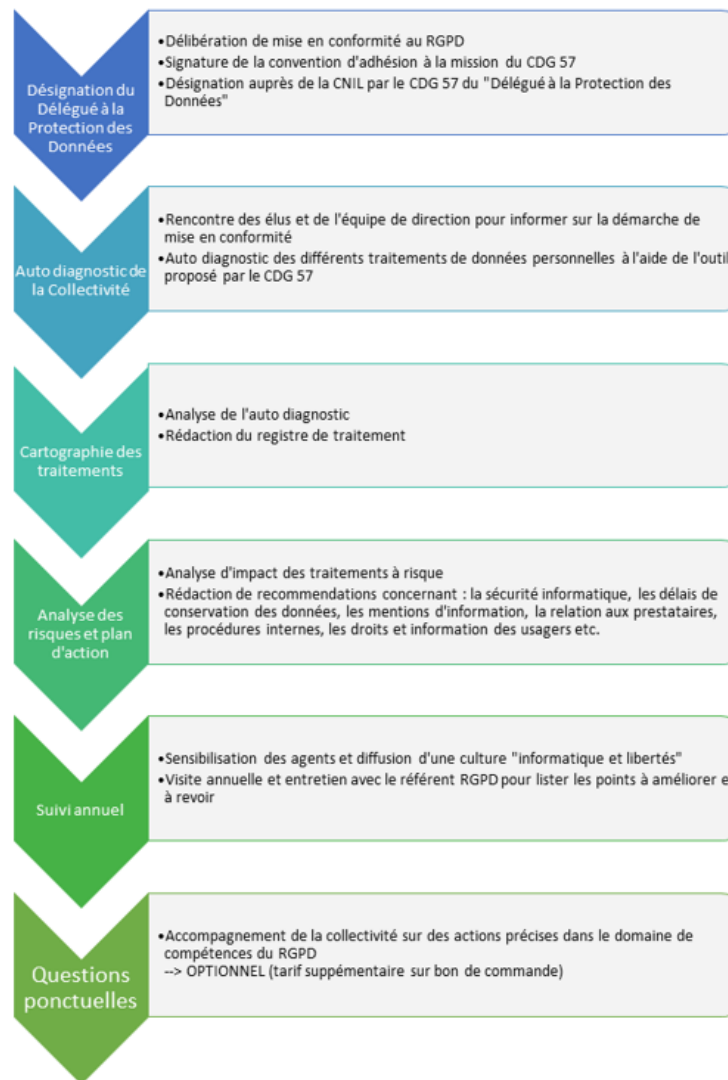 Désignation du
Délégué à la
Protection des
Données
•Délibération de mise en conformité au RGPD
•Signature de la convention d'adhésion à la mission du CDG 57
•Désignation auprès de la CNIL par le CDG 57 du "Délégué à la Protection des
Données"
Auto diagnostic de
la Collectivité
•Rencontre des élus et de l'équipe de direction pour informer sur la démarche de
mise en conformité
•Auto diagnostic des différents traitements de données personnelles à l'aide de l'outil
proposé par le CDG 57
Cartographie des
traitements
•Analyse de l'auto diagnostic
•Rédaction du registre de traitement
Analyse des
risques et plan
d'action
•Analyse d'impact des traitements à risque
•Rédaction de recommendations concernant : la sécurité informatique, les délais de
conservation des données, les mentions d'information, la relation aux prestataires,
les procédures internes, les droits et information des usagers etc.
Suivi annuel
•Sensibilisation des agents et diffusion d'une culture "informatique et libertés"
•Visite annuelle et entretien avec le référent RGPD pour lister les points à améliorer e
à revoir
Questions
ponctuelles
•Accompagnement de la collectivité sur des actions précises dans le domaine de
compétences du RGPD
--> OPTIONNEL (tarif suppémentaire sur bon de commande)